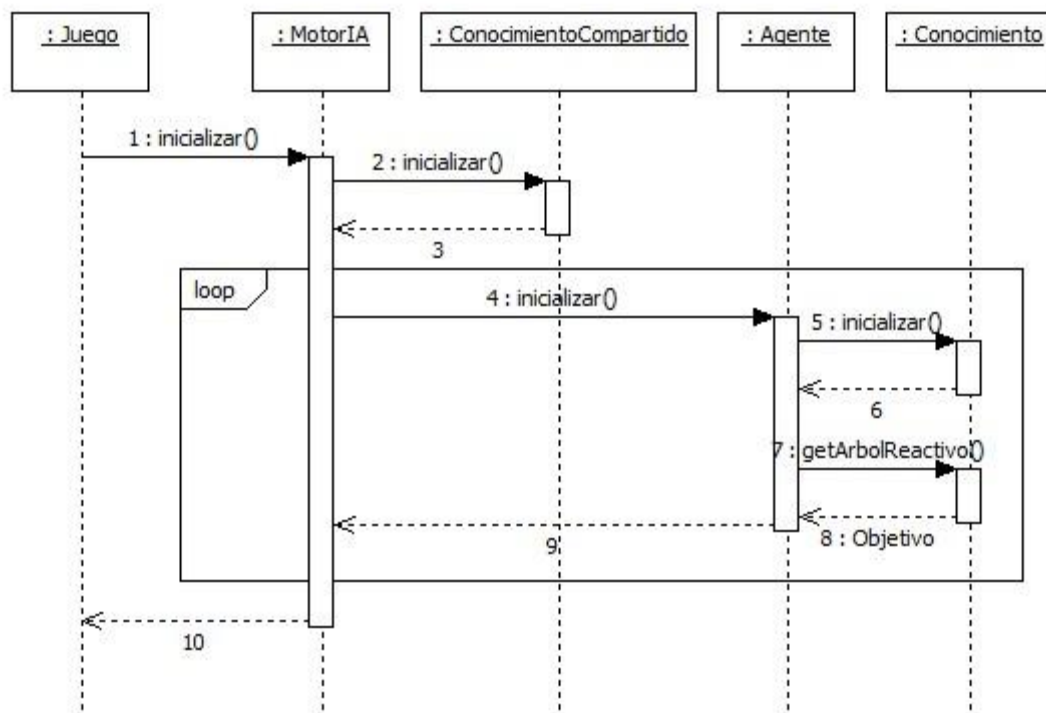 : Juego
: MotorIA
: ConocimientoCompartido
: Agente
: Conocimiento
1 : inicializar()
2 : inicializar()
3
loop
4 : inicializar()
5 : inicializar()
6
7 : getArbolReactivo()
8 : Objetivo
9
10